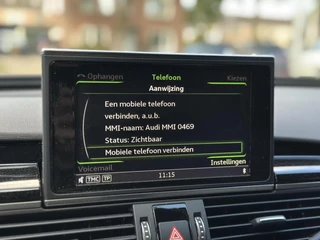 Ophangen Telefoon Kiezen
Aanwijzing
Een mobiele telefoon
verbinden, a.u.b.
MMI-naam: Audi MMI 0469
Status: Zichtbaar
Mobiele telefoon verbinden
Voicemail Instellingen
THC TP 11:15